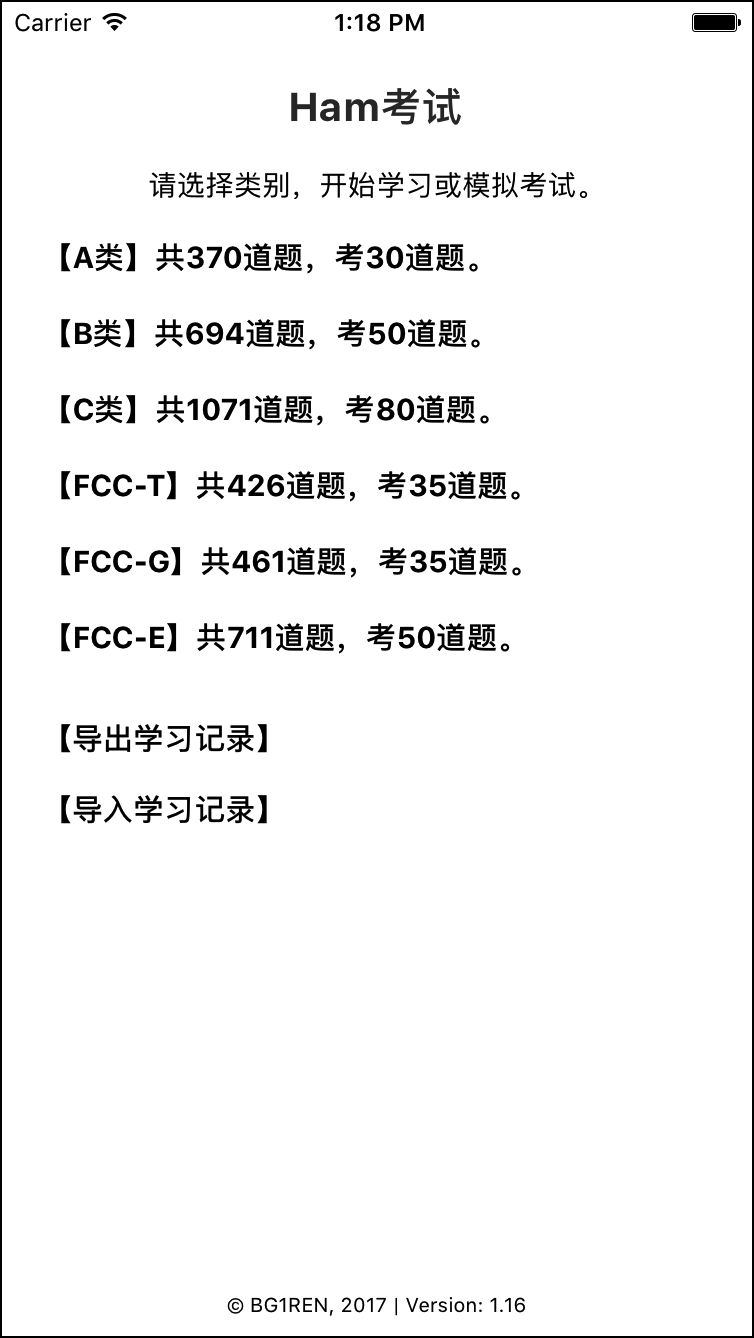 Carrier 1:18 PM
Ham考试
请选择类别，开始学习或模拟考试。
【A类】共370道题，考30道题。
【B类】共694道题，考50道题。
【C类】共1071道题，考80道题。
【FCC-T】共426道题，考35道题。
【FCC-G】共461道题，考35道题。
【FCC-E】共711道题，考50道题。
【导出学习记录】
【导入学习记录】
© BG1REN, 2017 | Version: 1.16